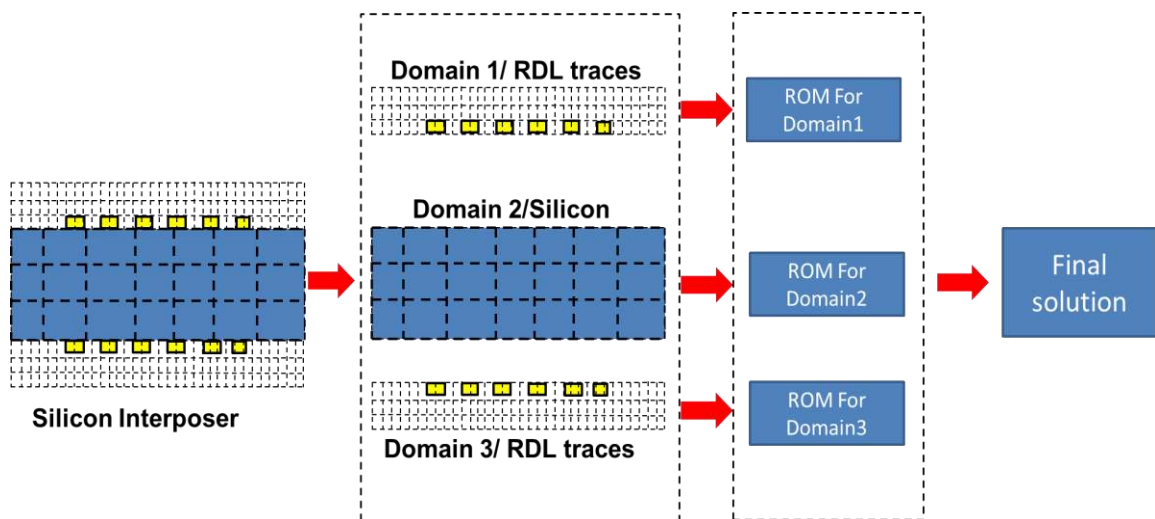 Domain 1/ RDL traces
ROM For
Domain1
Domain 2/Silicon
ROM For
Domain2
Final
solution
Silicon Interposer
Domain 3/ RDL traces
ROM For
Domain3